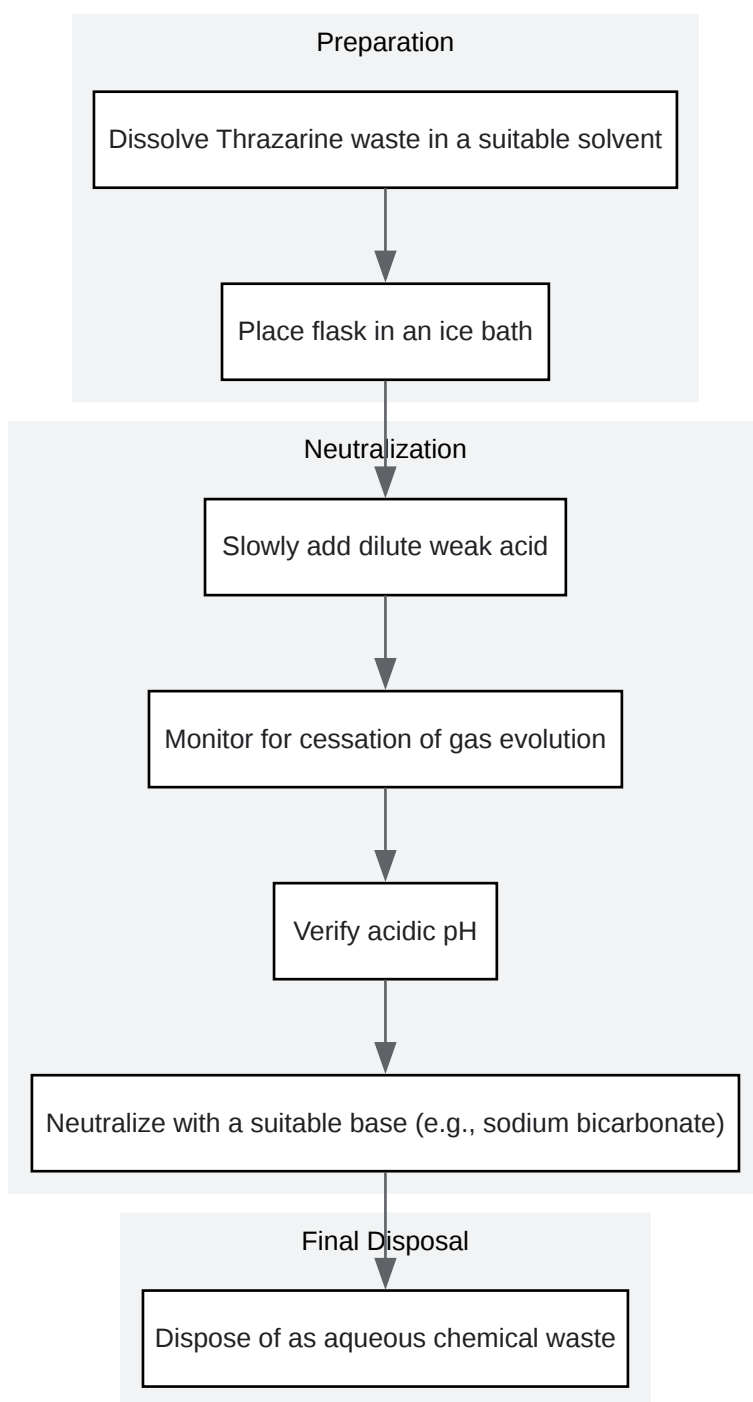 Preparation
Dissolve Thrazarine waste in a suitable solvent
Place flask in an ice bath
Neutralization
Slowly add dilute weak acid
Monitor for cessation of gas evolution
Verify acidic pH
Neutralize with a suitable base (e.g., sodium bicarbonate)
Final Disposal
Dispose of as aqueous chemical waste